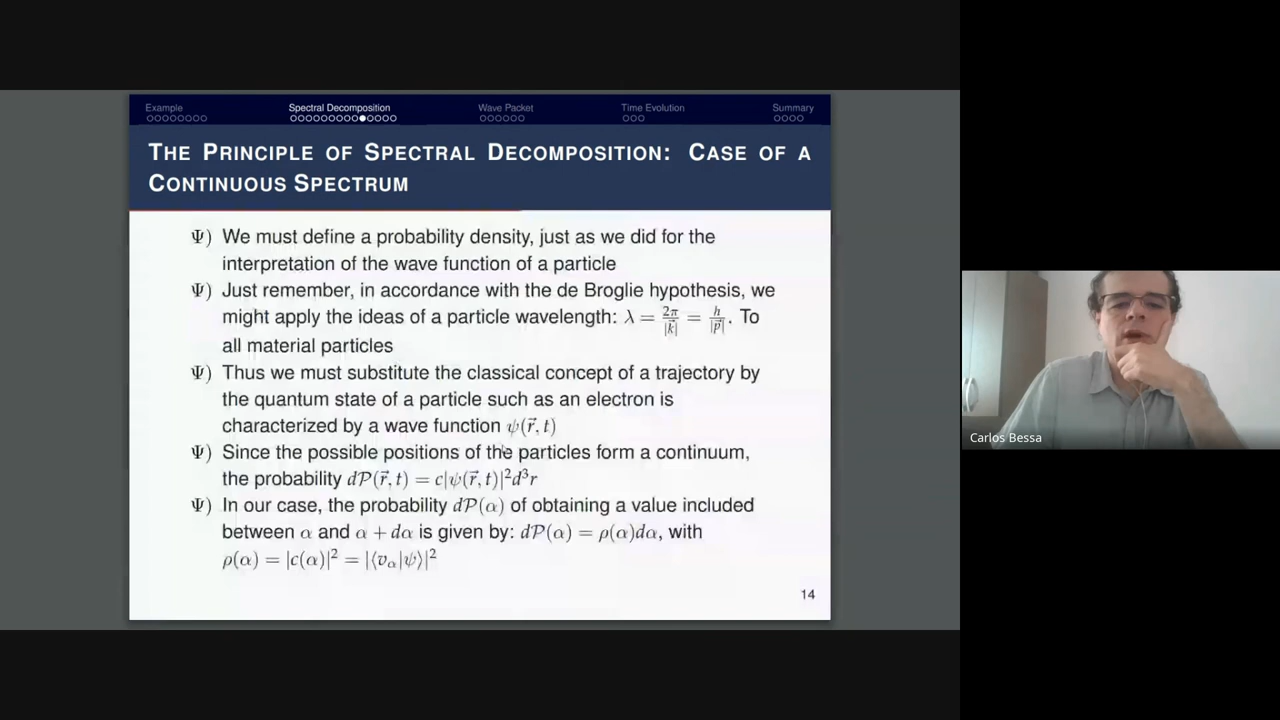 Example Spectral Decomposition Wave Packet Time Evolution Summary
THE PRINCIPLE OF SPECTRAL DECOMPOSITION: CASE OF A
CONTINUOUS SPECTRUM
Ψ) We must define a probability density, just as we did for the
interpretation of the wave function of a particle
Ψ) Just remember, in accordance with the de Broglie hypothesis, we
might apply the ideas of a particle wavelength: λ = 2π/|k⃗| = h/|p⃗|. To
all material particles
Ψ) Thus we must substitute the classical concept of a trajectory by
the quantum state of a particle such as an electron is
characterized by a wave function ψ(r⃗, t)
Ψ) Since the possible positions of the particles form a continuum,
the probability d𝒫(r⃗, t) = c|ψ(r⃗, t)|²d³r
Ψ) In our case, the probability d𝒫(α) of obtaining a value included
between α and α + dα is given by: d𝒫(α) = ρ(α)dα, with
ρ(α) = |c(α)|² = |⟨v_α|ψ⟩|²
14
Carlos Bessa